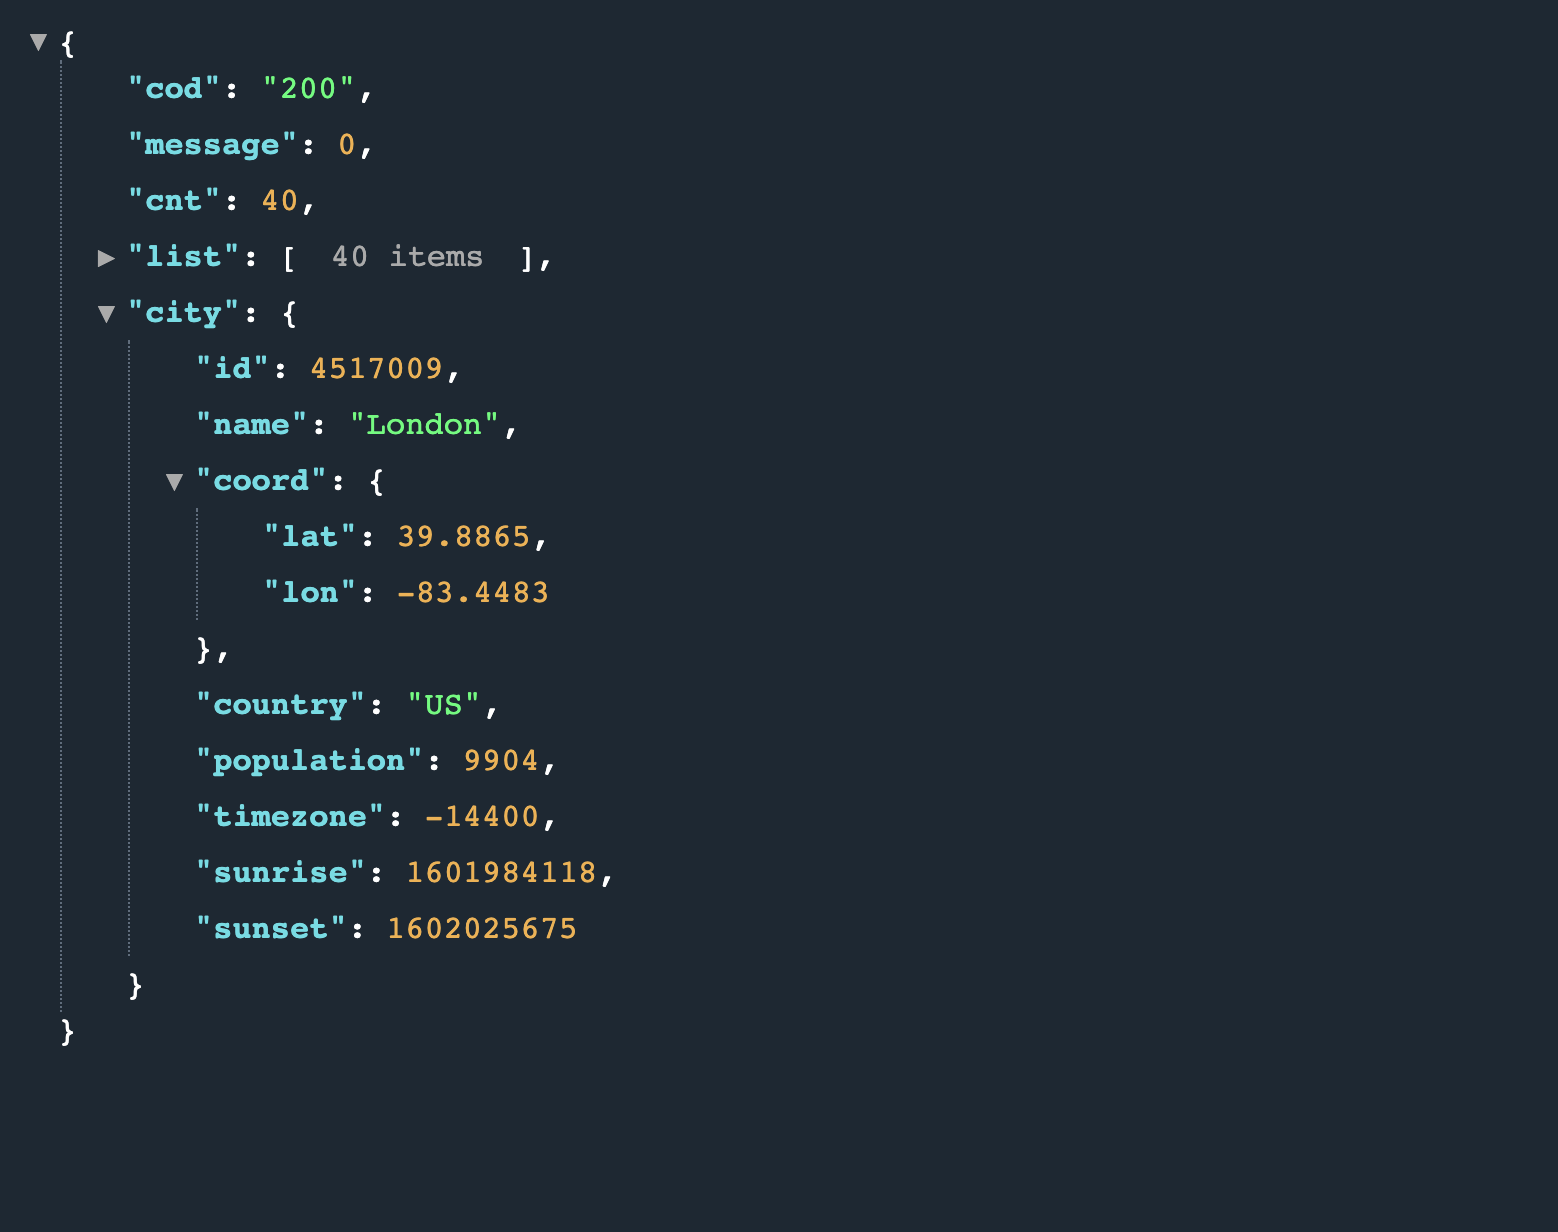 {
"cod": "200",
"message": 0,
"cnt": 40,
"list": [ 40 items ],
"city": {
"id": 4517009,
"name": "London",
"coord": {
"lat": 39.8865,
"lon": -83.4483
},
"country": "US",
"population": 9904,
"timezone": -14400,
"sunrise": 1601984118,
"sunset": 1602025675
}
}